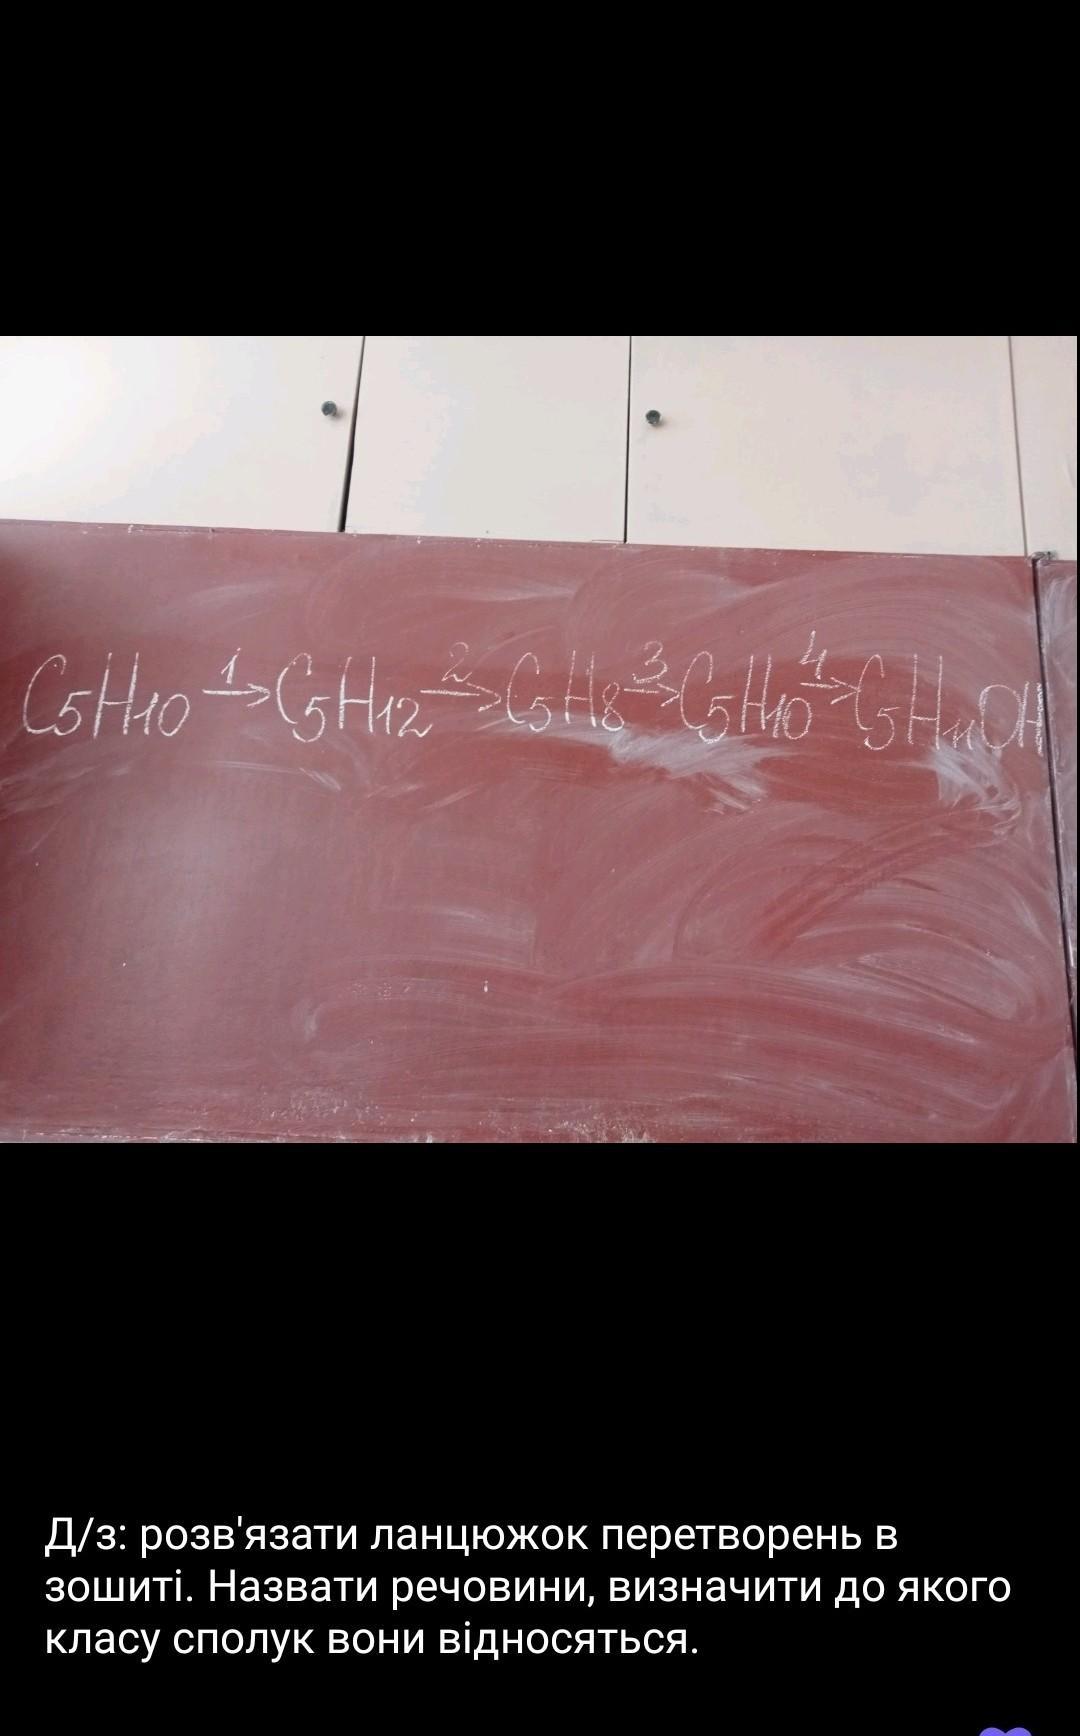 C₅H₁₀ 1→ C₅H₁₂ 2→ C₅H₈ 3→ C₅H₁₀ 4→ C₅H₁₁OH
Д/з: розв'язати ланцюжок перетворень в
зошиті. Назвати речовини, визначити до якого
класу сполук вони відносяться.